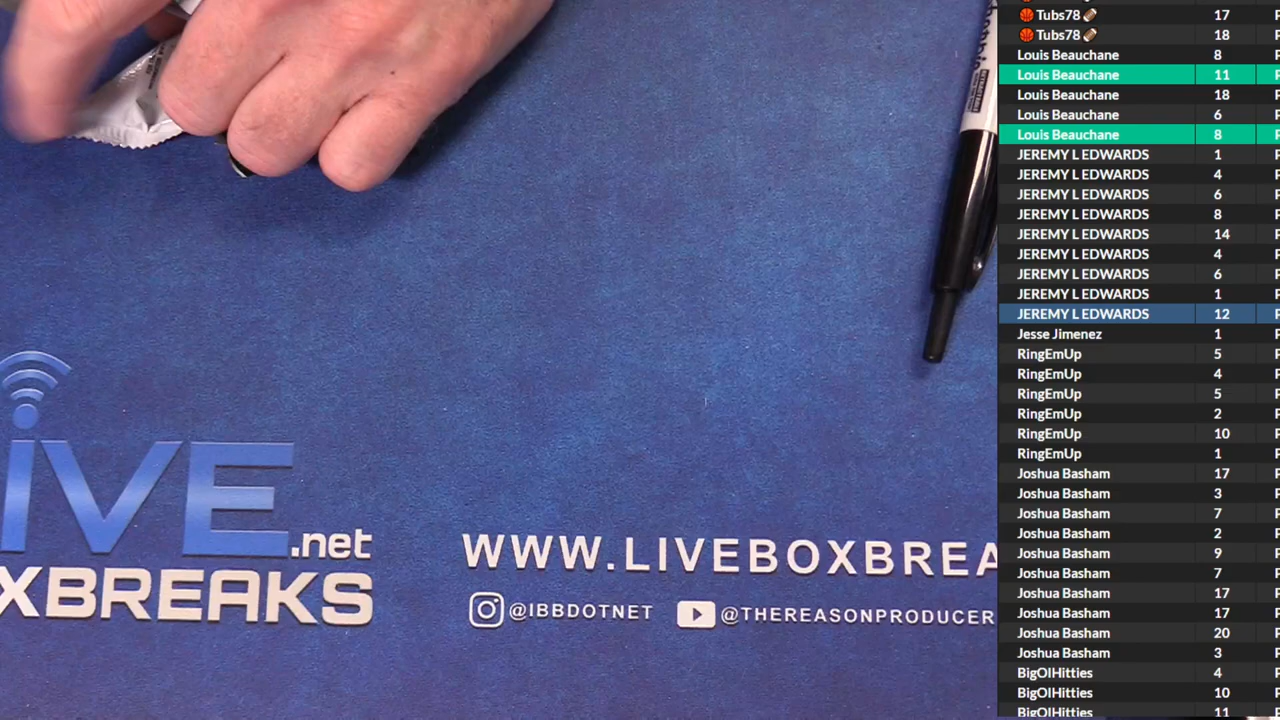 🏀 Tubs78 🏈 17
🏀 Tubs78 🏈 18
Louis Beauchane 8
Louis Beauchane 11
Louis Beauchane 18
Louis Beauchane 6
Louis Beauchane 8
JEREMY L EDWARDS 1
JEREMY L EDWARDS 4
JEREMY L EDWARDS 6
JEREMY L EDWARDS 8
JEREMY L EDWARDS 14
JEREMY L EDWARDS 4
JEREMY L EDWARDS 6
JEREMY L EDWARDS 1
JEREMY L EDWARDS 12
Jesse Jimenez 1
RingEmUp 5
RingEmUp 4
RingEmUp 5
RingEmUp 2
RingEmUp 10
RingEmUp 1
Joshua Basham 17
Joshua Basham 3
Joshua Basham 7
Joshua Basham 2
Joshua Basham 9
Joshua Basham 7
Joshua Basham 17
Joshua Basham 17
Joshua Basham 20
Joshua Basham 3
BigOlHitties 4
BigOlHitties 10
BigOlHitties 11
iVE.net
XBREAKS
WWW.LIVEBOXBREA
@IBBDOTNET @THEREASONPRODUCER